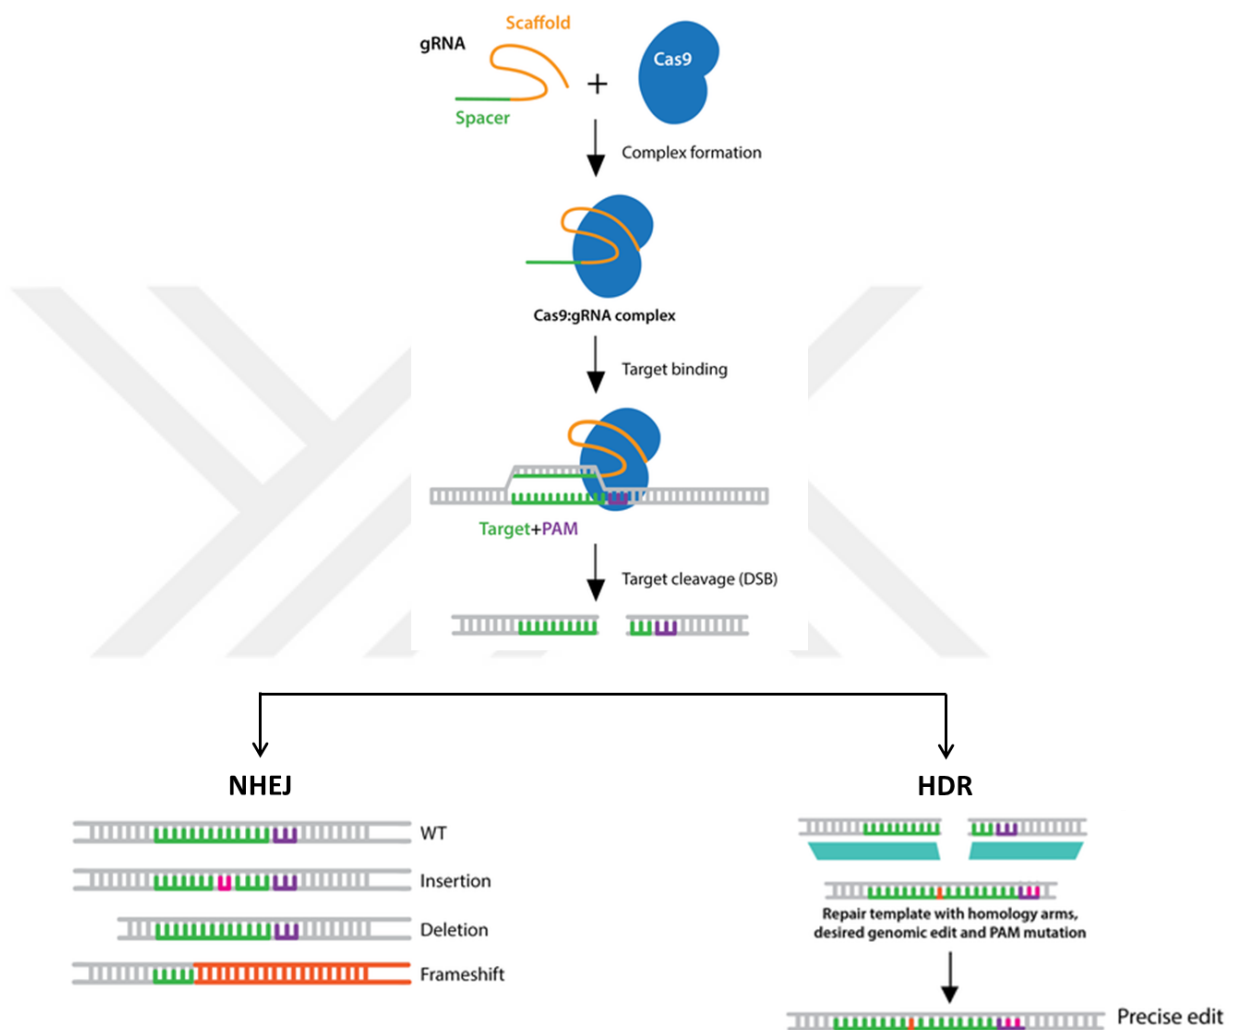 Scaffold
gRNA
Cas9
+
Spacer
Complex formation
Cas9:gRNA complex
Target binding
Target+PAM
Target cleavage (DSB)
NHEJ
HDR
WT
Insertion
Deletion
Frameshift
Repair template with homology arms,
desired genomic edit and PAM mutation
Precise edit